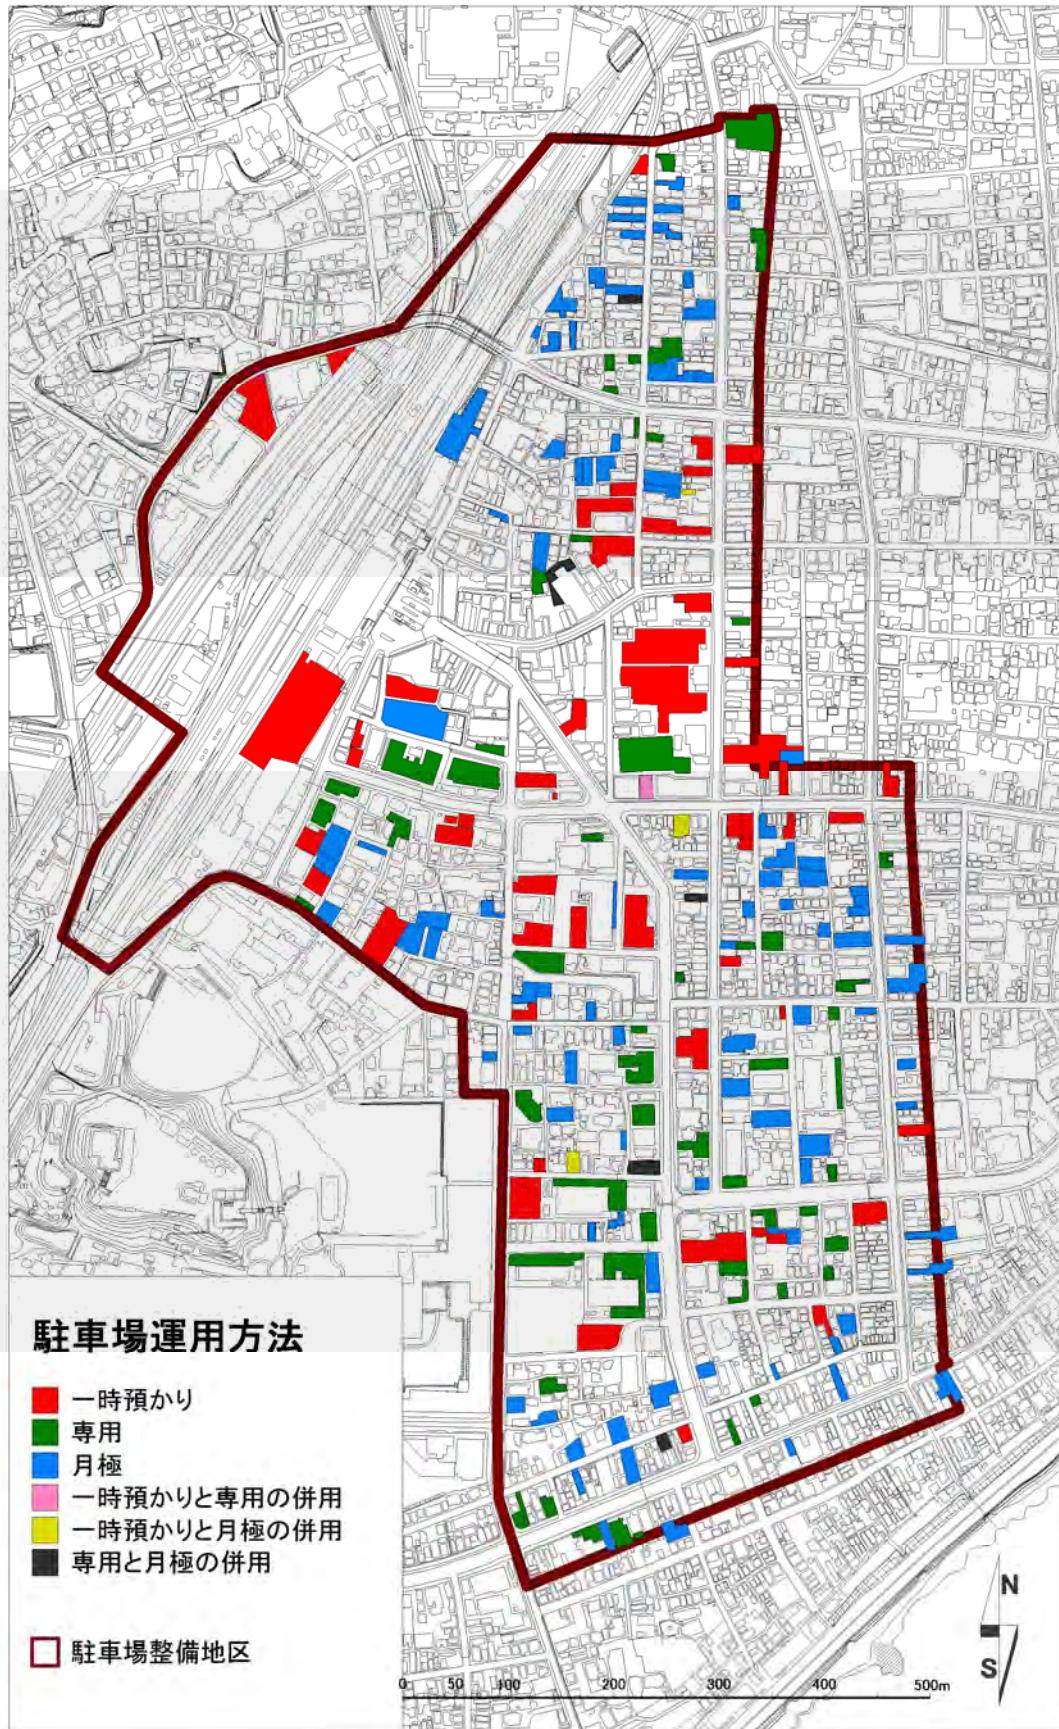 駐車場運用方法
一時預かり
専用
月極
一時預かりと専用の併用
一時預かりと月極の併用
専用と月極の併用
駐車場整備地区
N
S
0 50 100 200 300 400 500m